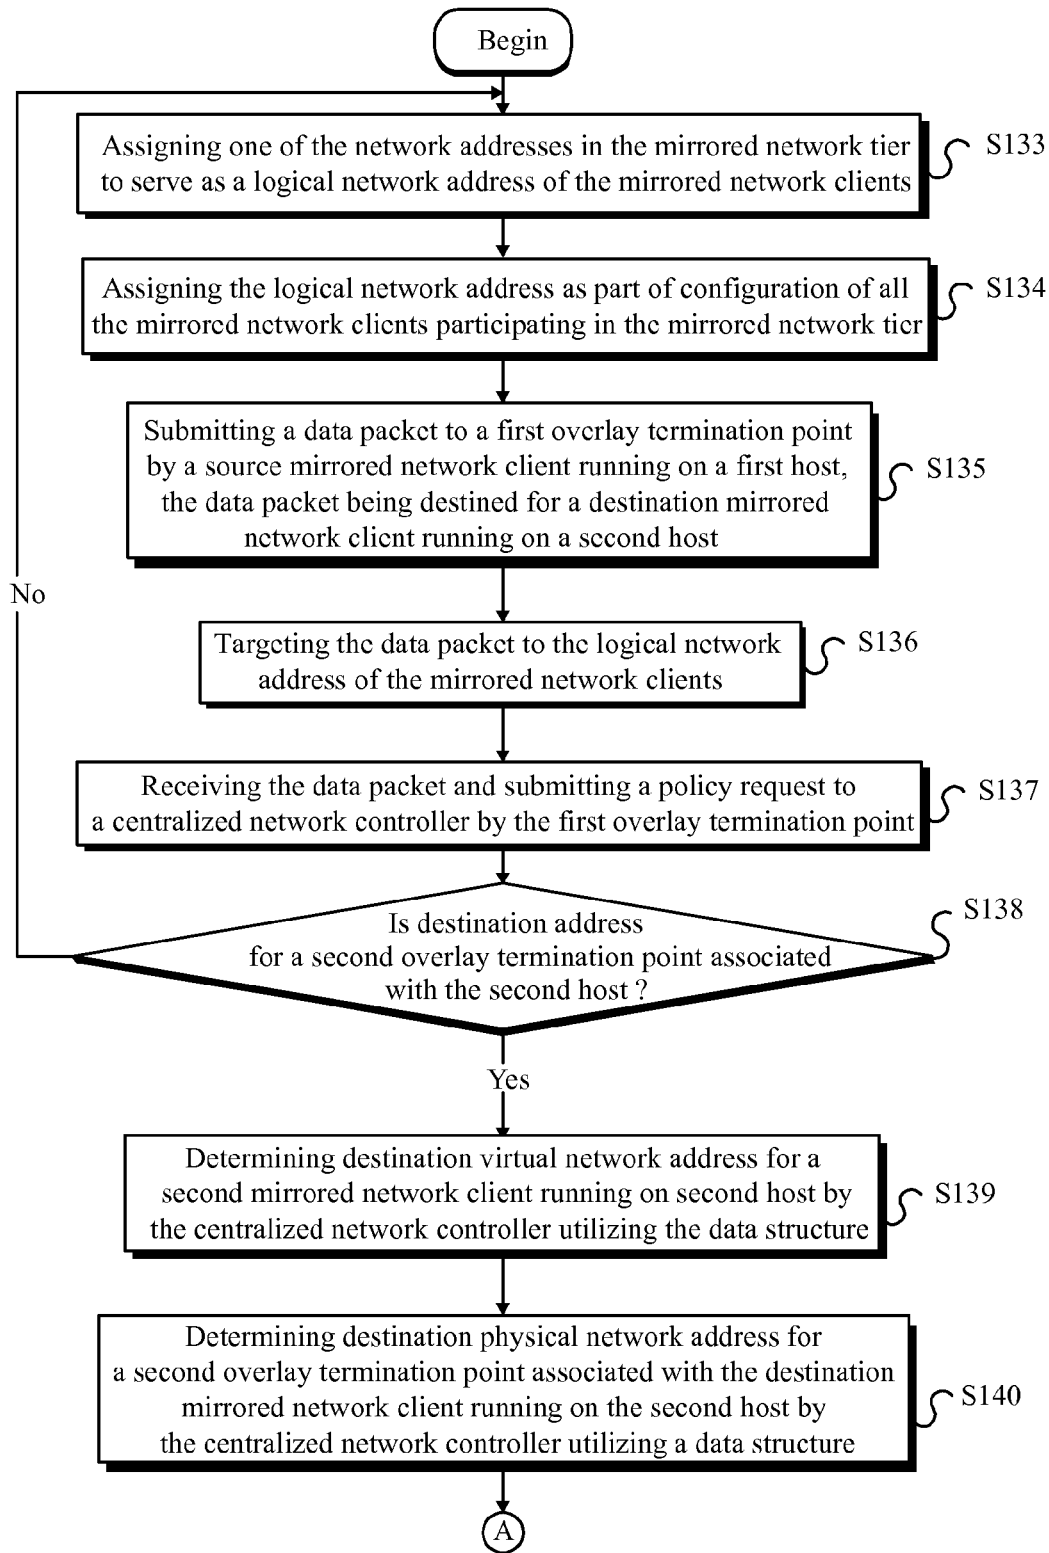 Begin
Assigning one of the network addresses in the mirrored network tier
to serve as a logical network address of the mirrored network clients
S133
Assigning the logical network address as part of configuration of all
the mirrored network clients participating in the mirrored network tier
S134
Submitting a data packet to a first overlay termination point
by a source mirrored network client running on a first host,
the data packet being destined for a destination mirrored
network client running on a second host
S135
No
Targeting the data packet to the logical network
address of the mirrored network clients
S136
Receiving the data packet and submitting a policy request to
a centralized network controller by the first overlay termination point
S137
Is destination address
for a second overlay termination point associated
with the second host ?
S138
Yes
Determining destination virtual network address for a
second mirrored network client running on second host by
the centralized network controller utilizing the data structure
S139
Determining destination physical network address for
a second overlay termination point associated with the destination
mirrored network client running on the second host by
the centralized network controller utilizing a data structure
S140
A